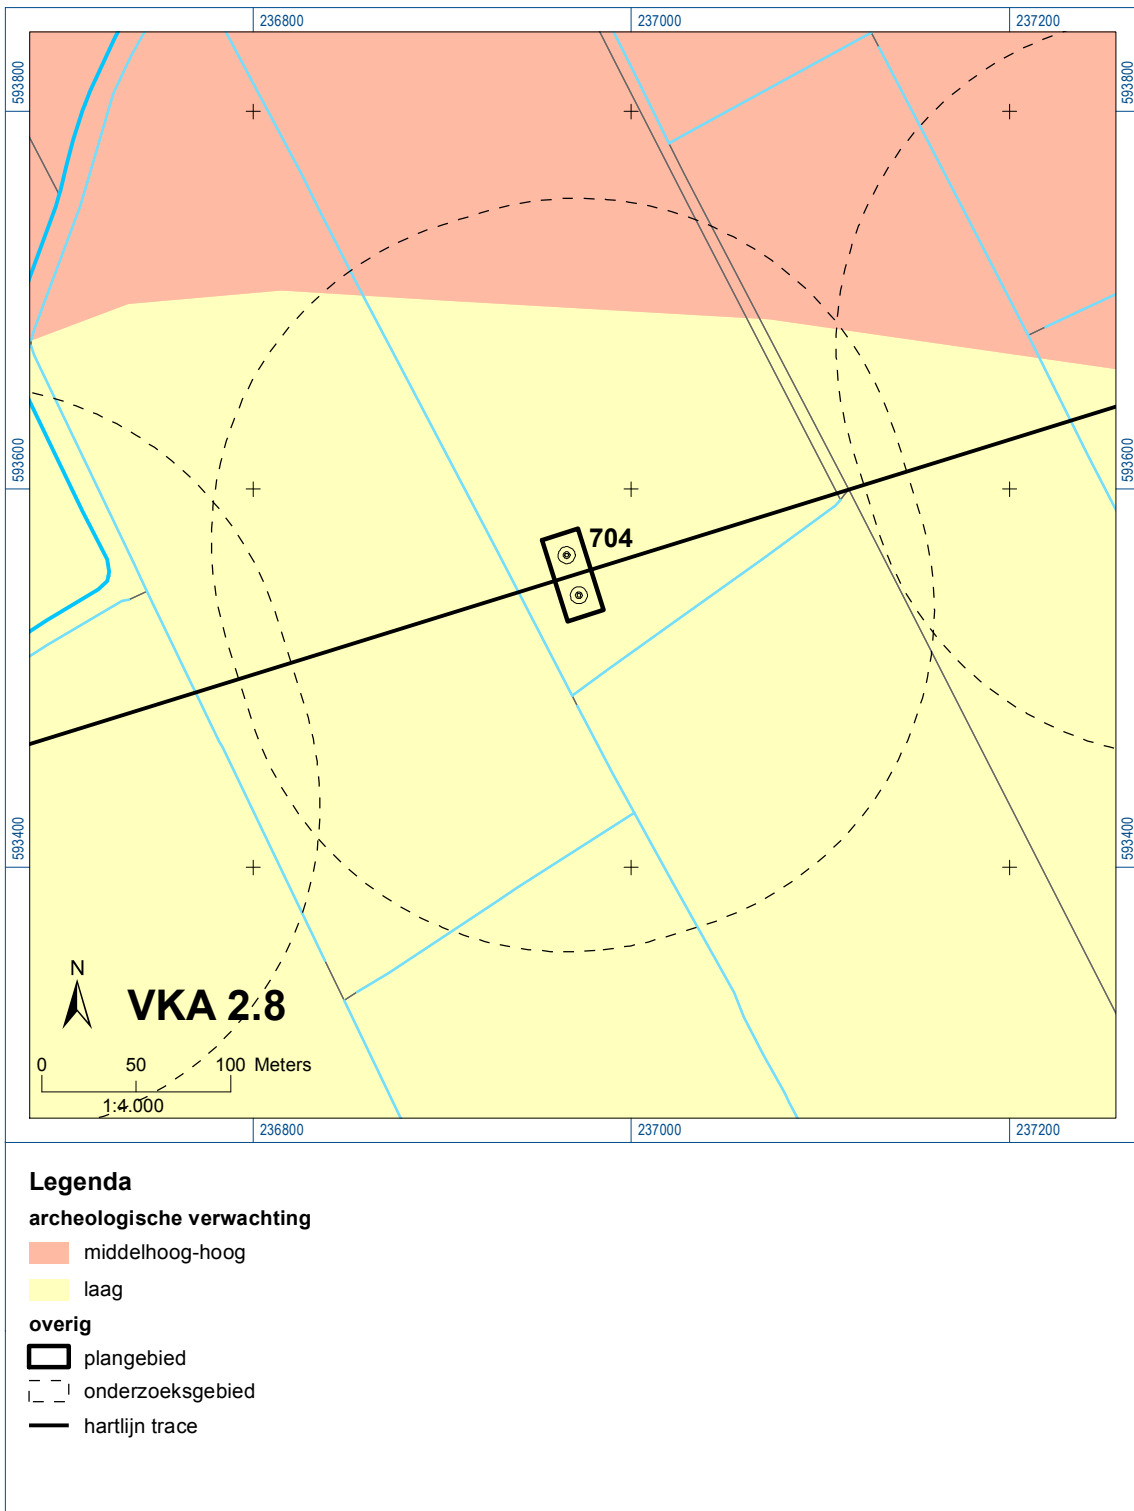 236800
237000
237200
593800
593800
593600
593600
704
593400
593400
N
VKA 2.8
0 50 100 Meters
1:4.000
236800
237000
237200
Legenda
archeologische verwachting
middelhoog-hoog
laag
overig
plangebied
onderzoeksgebied
hartlijn trace